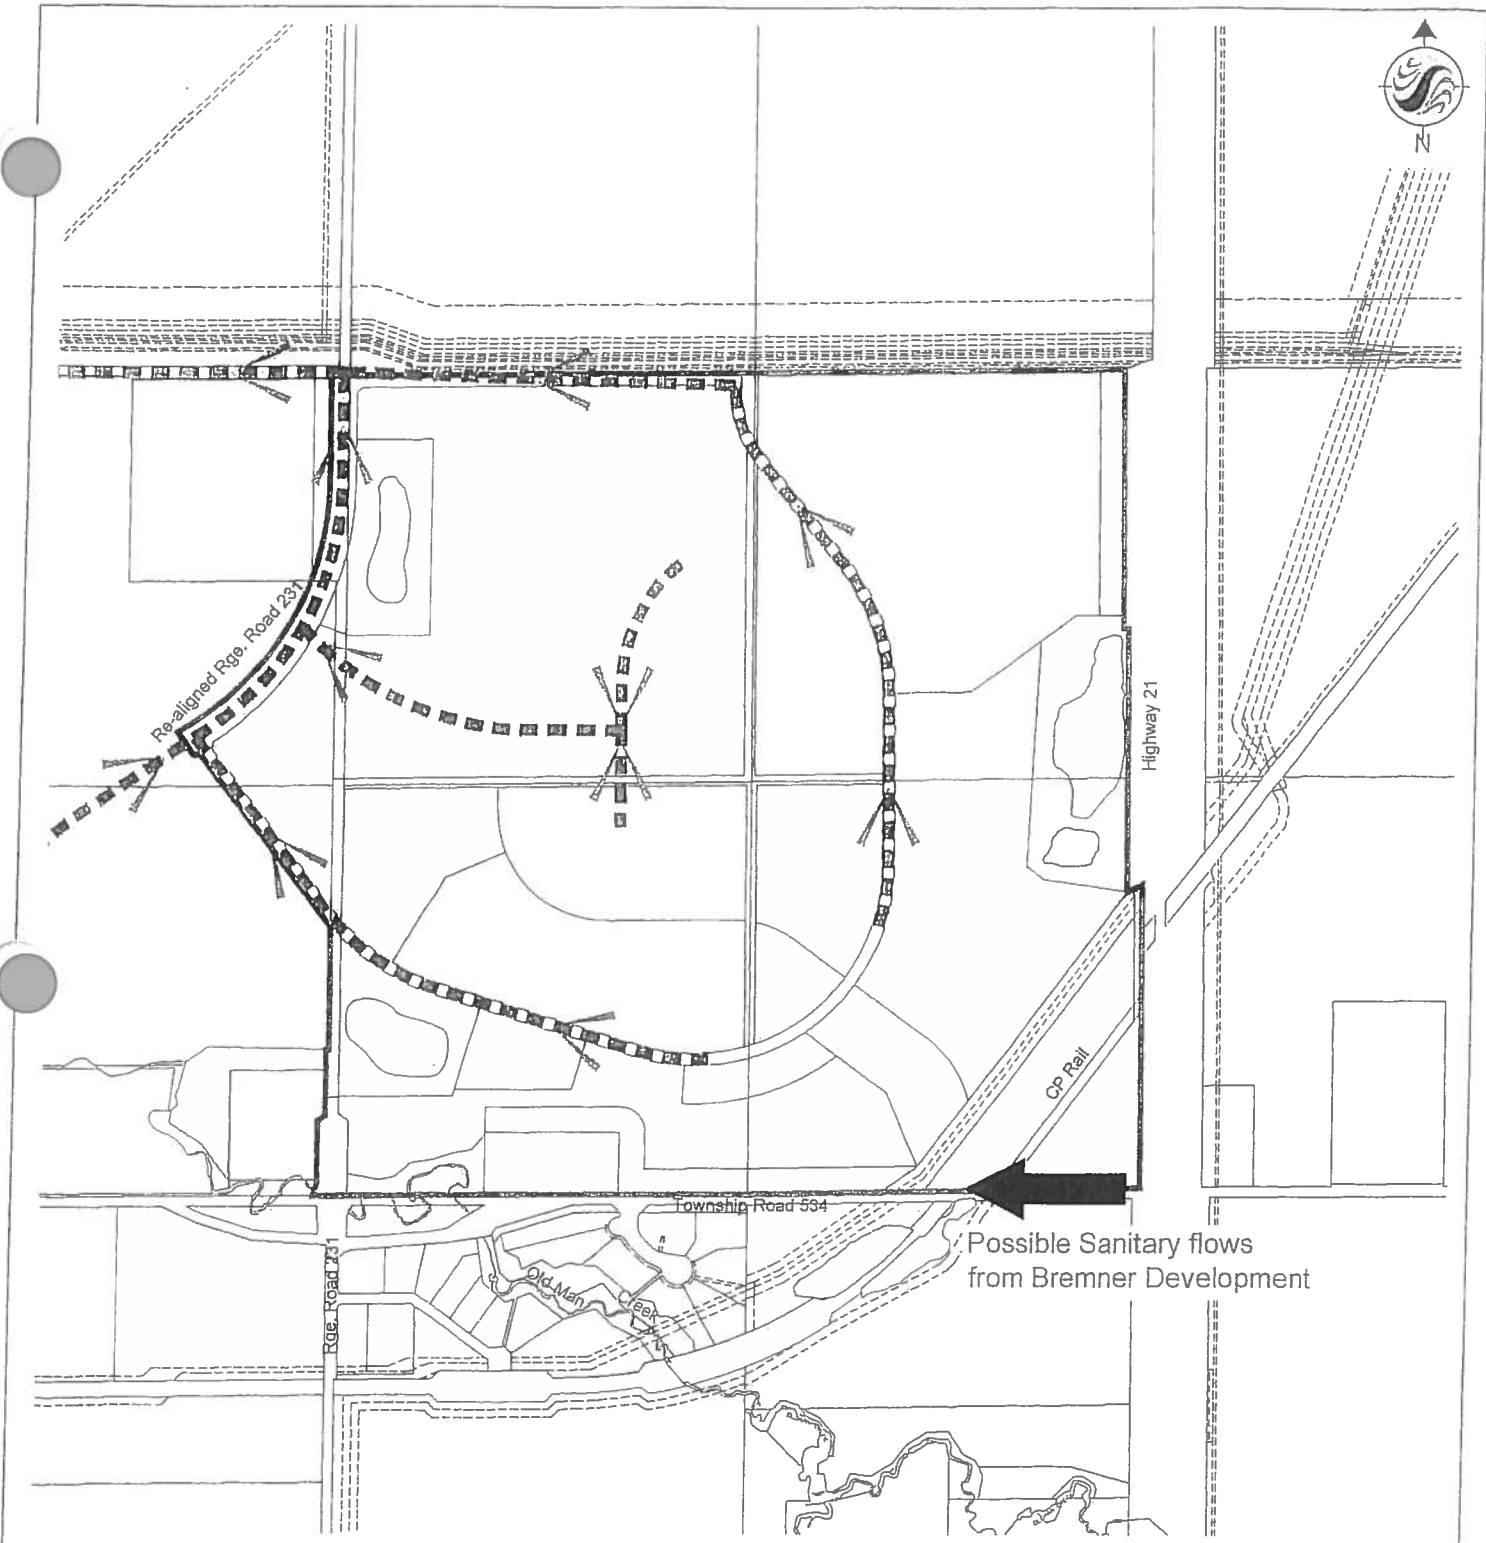 N
Re-aligned Rge. Road 231
Highway 21
CP Rail
Township Road 534
Possible Sanitary flows
from Bremner Development
Rge. Road 231
Old Man
Creek